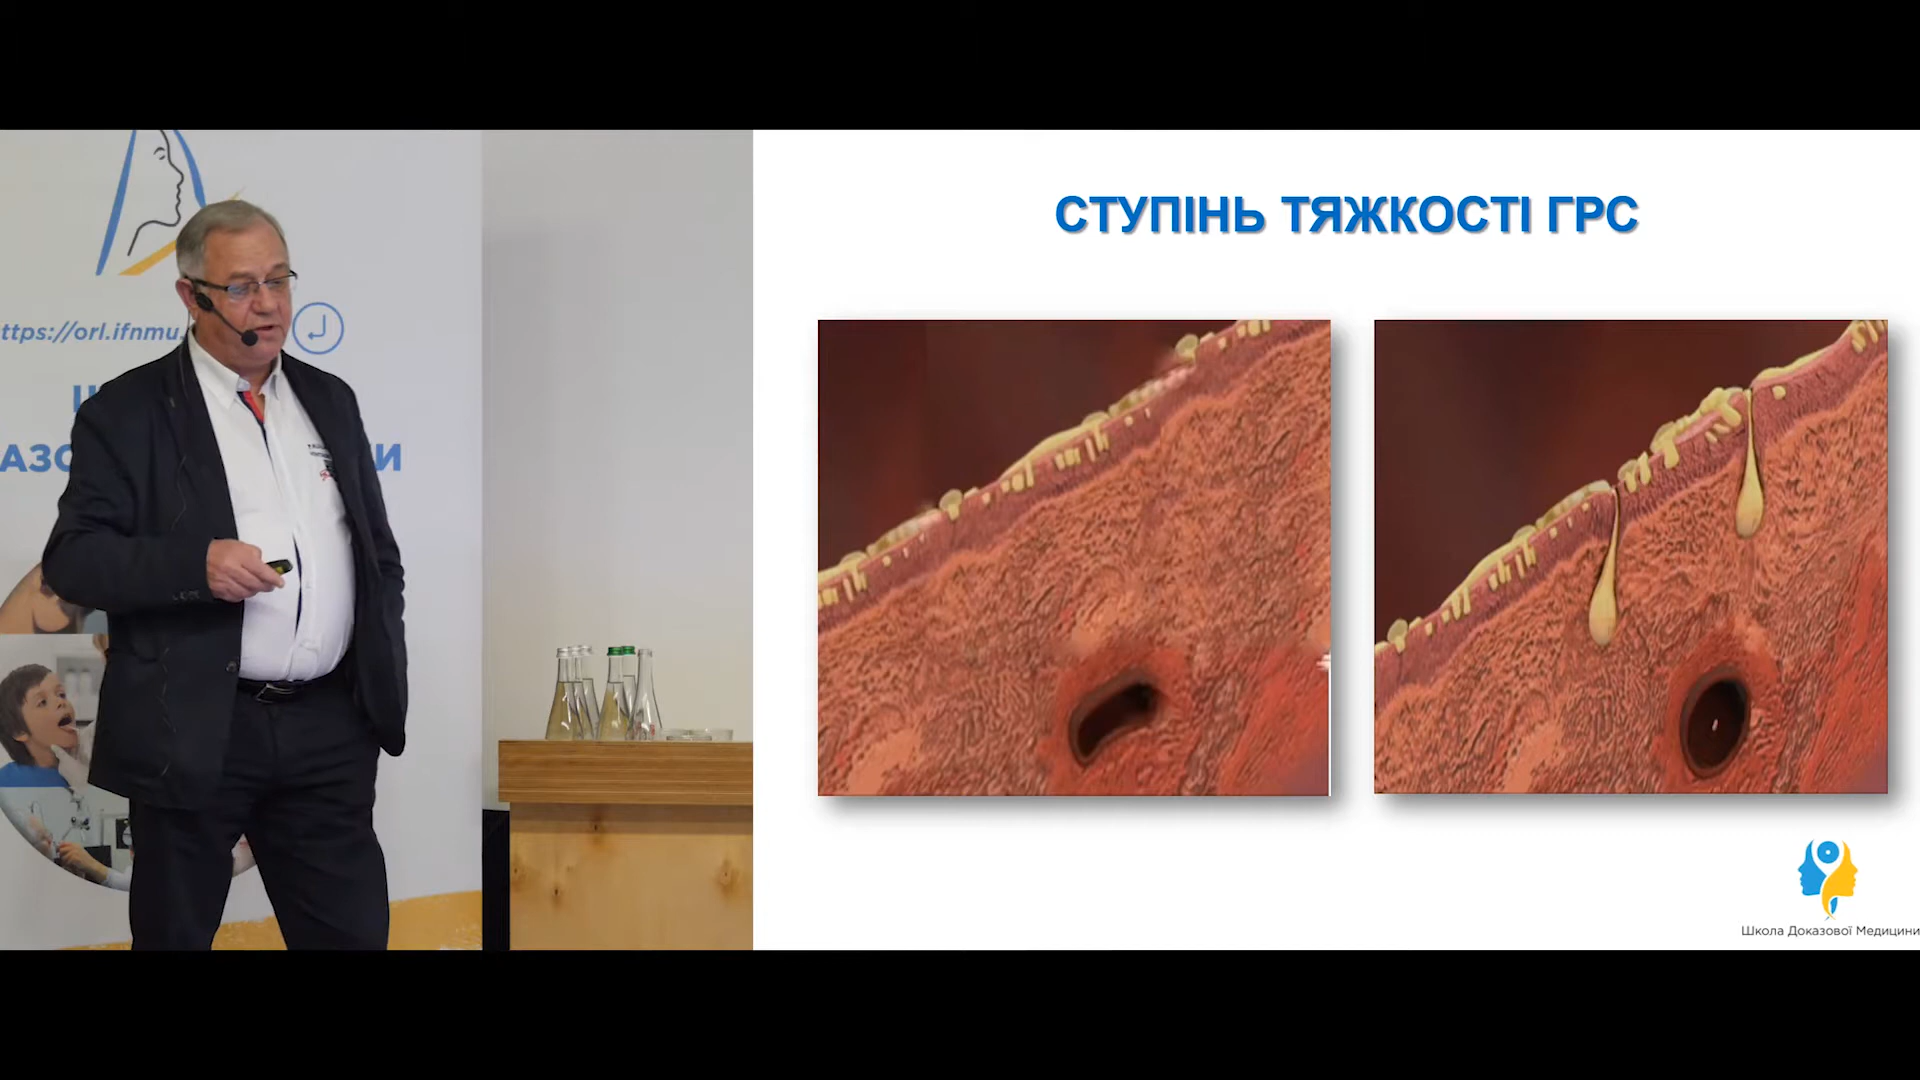 ttps://orl.ifnmu.
АЗО И
СТУПІНЬ ТЯЖКОСТІ ГРС
Школа Доказової Медицини